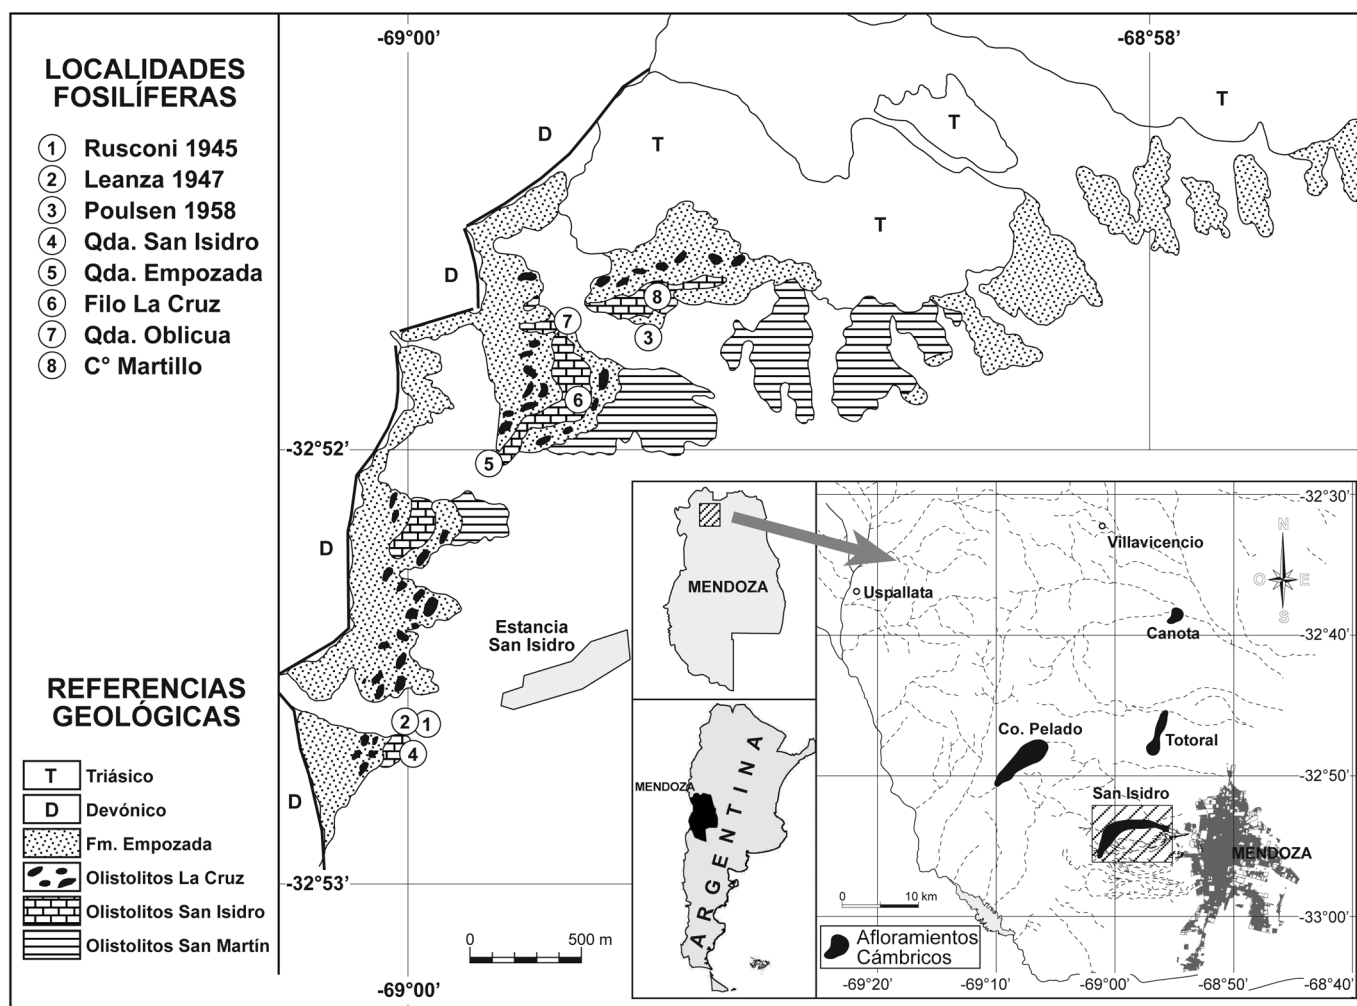 LOCALIDADES
FOSILÍFERAS
1 Rusconi 1945
2 Leanza 1947
3 Poulsen 1958
4 Qda. San Isidro
5 Qda. Empozada
6 Filo La Cruz
7 Qda. Oblicua
8 C° Martillo
REFERENCIAS
GEOLÓGICAS
T Triásico
D Devónico
Fm. Empozada
Olistolitos La Cruz
Olistolitos San Isidro
Olistolitos San Martín
-69°00’
-68°58’
T
D
T
T
T
D
8
7
3
6
-32°52’
5
D
Estancia
San Isidro
2
1
4
D
-32°53’
0
500 m
-69°00’
MENDOZA
MENDOZA
ARGENTINA
-32°30’
Villavicencio
N
O
E
S
Uspallata
Canota
-32°40’
Co. Pelado
Totoral
-32°50’
San Isidro
MENDOZA
0
10 km
-33°00’
Afloramientos
Cámbricos
-69°20’
-69°10’
-69°00’
-68°50’
-68°40’